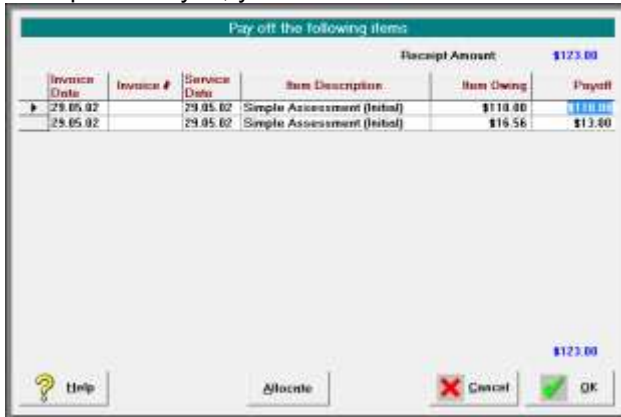 Pay off the following items
Receipt Amount $123.00
Invoice Date Invoice # Service Date Item Description Item Owing Payoff
29.05.02 29.05.02 Simple Assessment (Initial) $110.00 $110.00
29.05.02 29.05.02 Simple Assessment (Initial) $16.56 $13.00
$123.00
Help Allocate Cancel OK